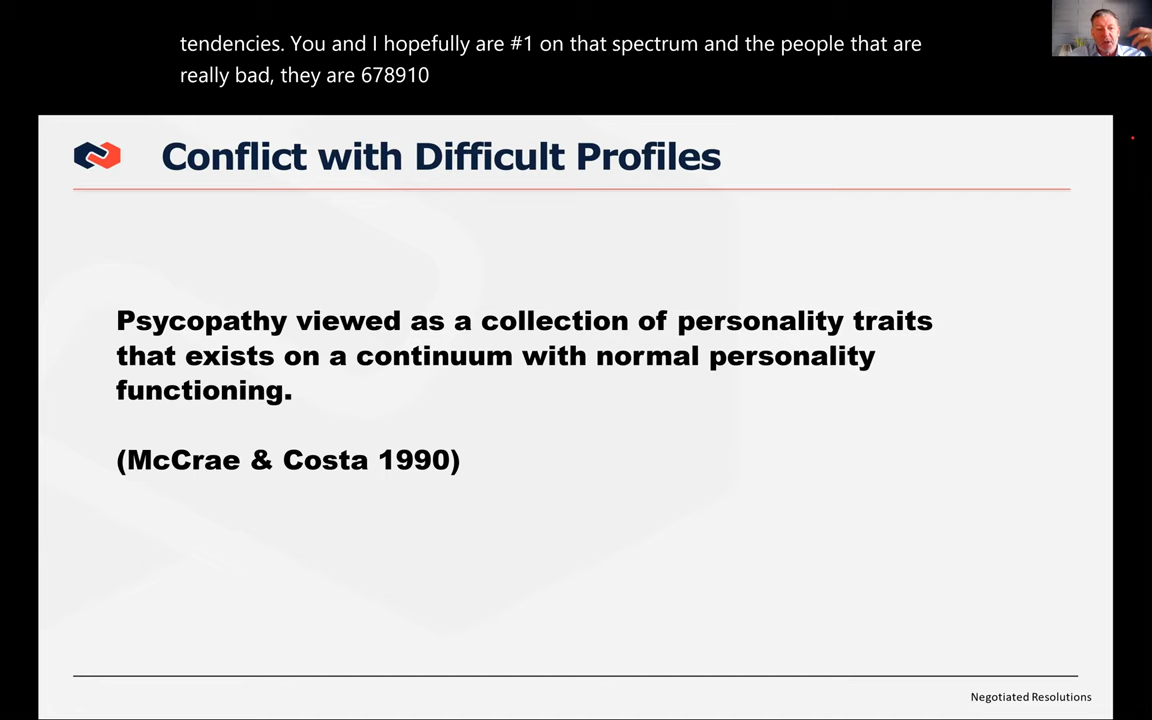 tendencies. You and I hopefully are #1 on that spectrum and the people that are
really bad, they are 678910
Conflict with Difficult Profiles
Psycopathy viewed as a collection of personality traits
that exists on a continuum with normal personality
functioning.
(McCrae & Costa 1990)
Negotiated Resolutions